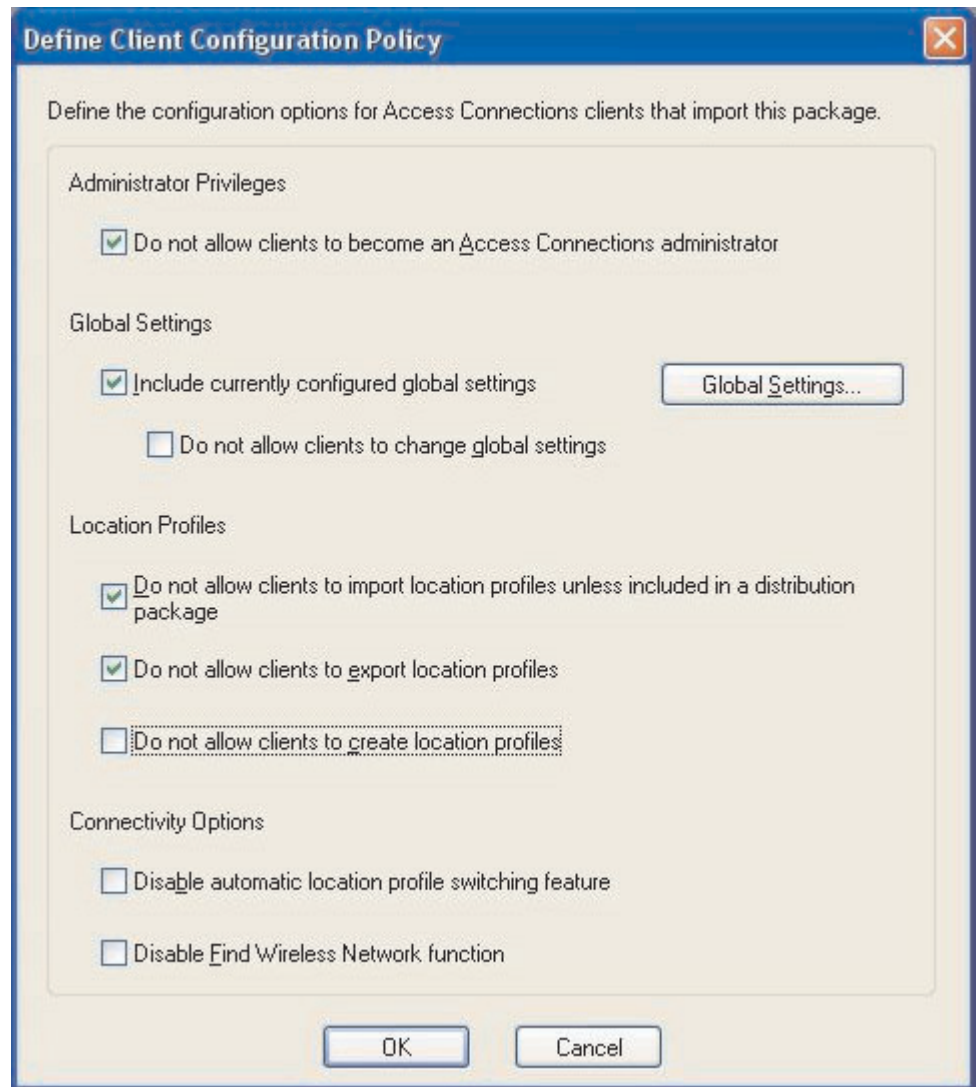 Define Client Configuration Policy
Define the configuration options for Access Connections clients that import this package.
Administrator Privileges
Do not allow clients to become an Access Connections administrator
Global Settings
Include currently configured global settings
Global Settings...
Do not allow clients to change global settings
Location Profiles
Do not allow clients to import location profiles unless included in a distribution
package
Do not allow clients to export location profiles
Do not allow clients to create location profiles
Connectivity Options
Disable automatic location profile switching feature
Disable Find Wireless Network function
OK
Cancel